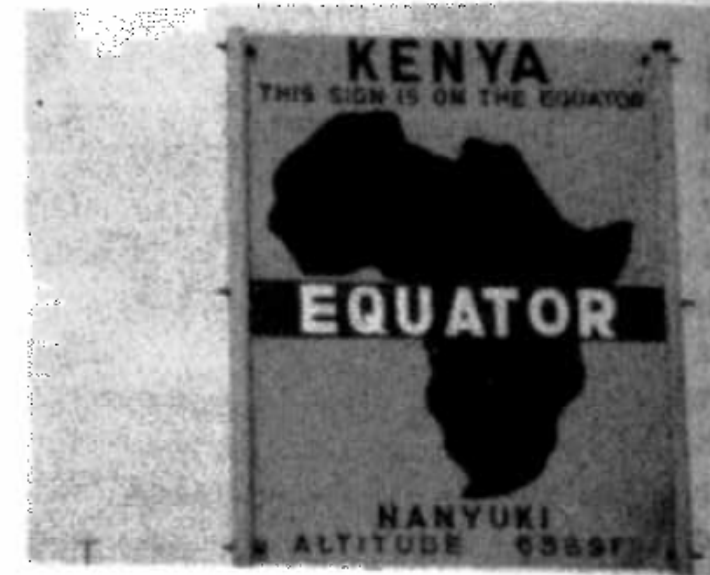 KENYA
THIS SIGN IS ON THE EQUATOR
EQUATOR
NANYUKI
ALTITUDE